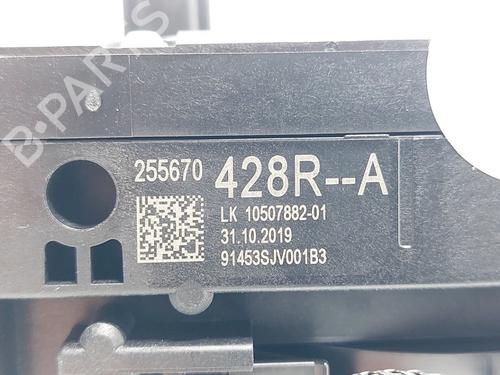 255670 428R--A
LK 10507882-01
31.10.2019
91453SJV001B3
B-PARTS